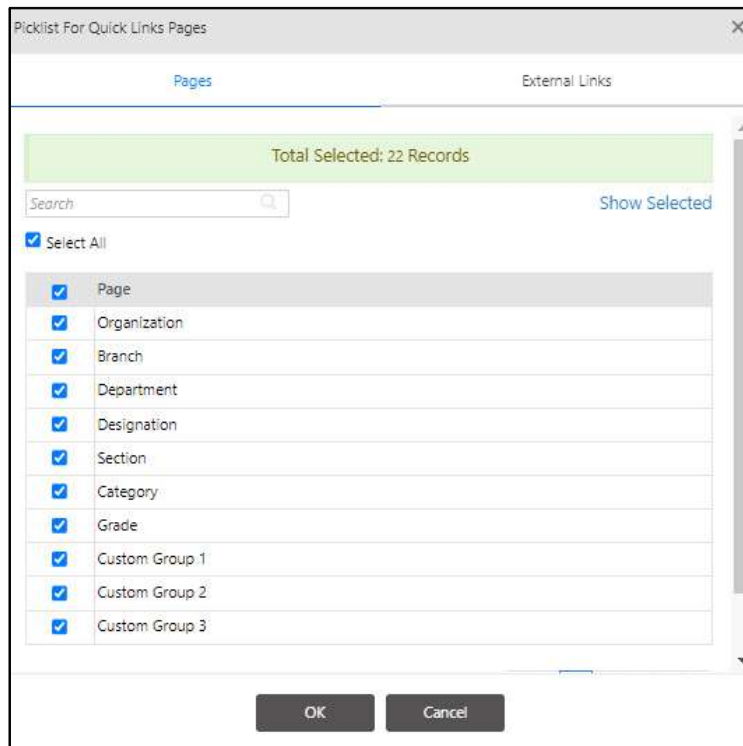 Picklist For Quick Links Pages
Pages External Links
Total Selected: 22 Records
Search Show Selected
Select All
Page
Organization
Branch
Department
Designation
Section
Category
Grade
Custom Group 1
Custom Group 2
Custom Group 3
OK Cancel